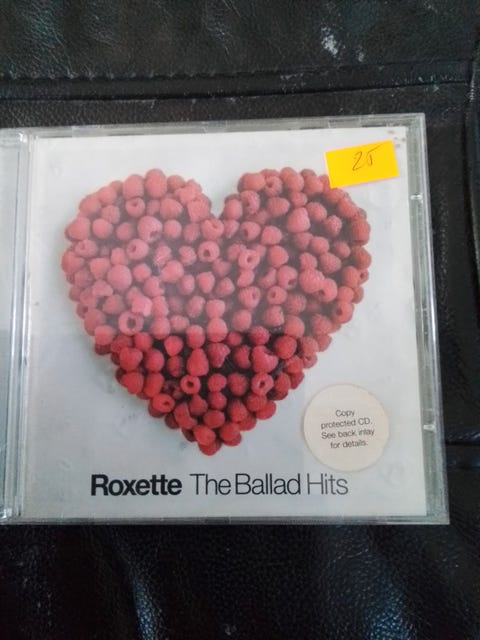 25
Copy
protected CD.
See back inlay
for details.
Roxette The Ballad Hits